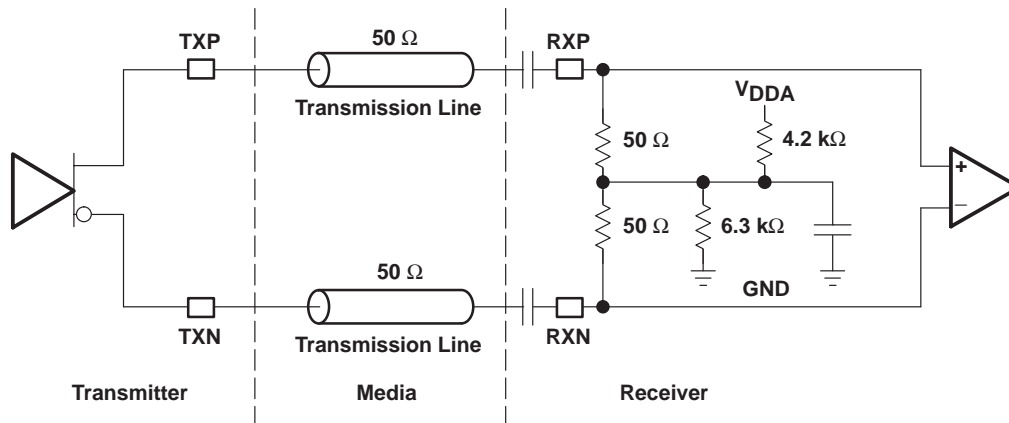 TXP
50 Ω
Transmission Line
RXP
VDDA
50 Ω
4.2 kΩ
+
−
50 Ω
6.3 kΩ
GND
TXN
50 Ω
Transmission Line
RXN
Transmitter
Media
Receiver